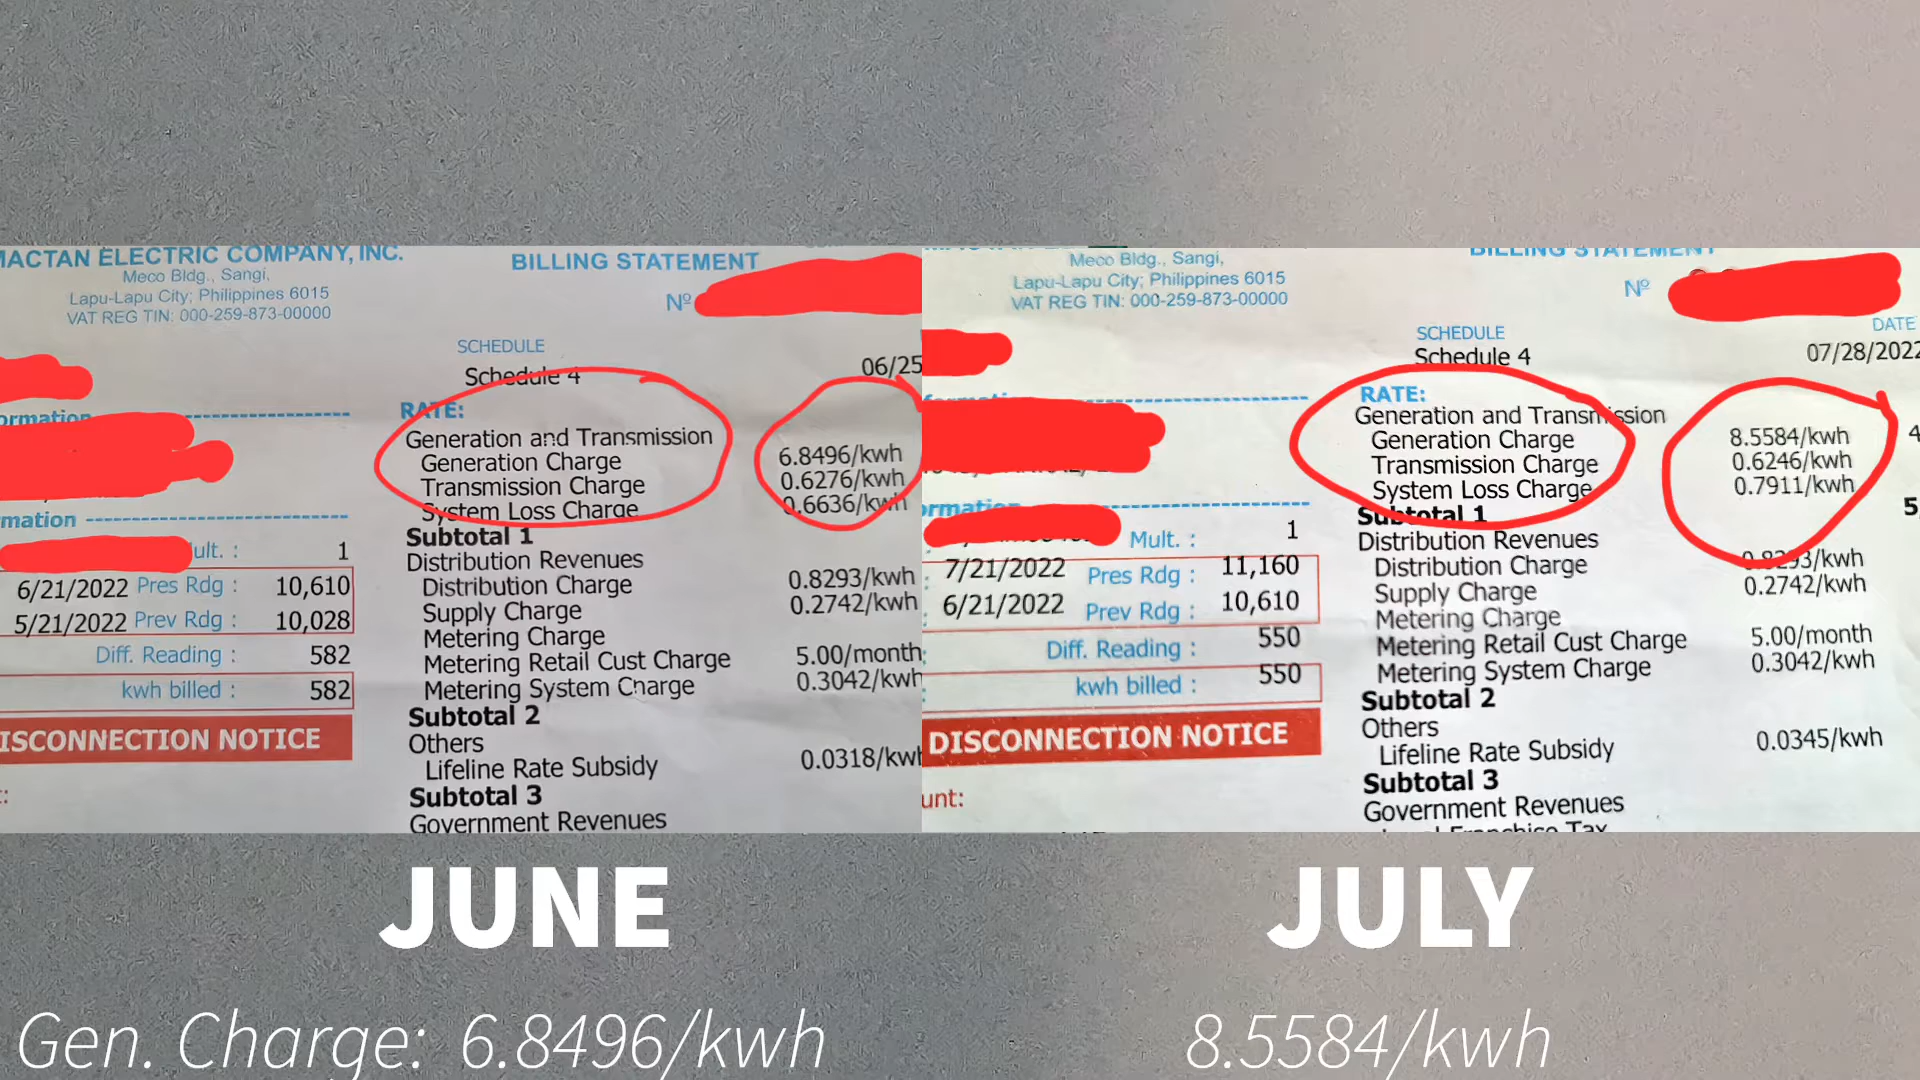 MACTAN ELECTRIC COMPANY, INC.
Meco Bldg., Sangi,
Lapu-Lapu City; Philippines 6015
VAT REG TIN: 000-259-873-00000
BILLING STATEMENT
Nº
SCHEDULE
Schedule 4
06/25
ormation
RATE:
Generation and Transmission
Generation Charge 6.8496/kwh
Transmission Charge 0.6276/kwh
System Loss Charge 0.6636/kwh
Subtotal 1
Distribution Revenues
Distribution Charge 0.8293/kwh
Supply Charge 0.2742/kwh
Metering Charge
Metering Retail Cust Charge 5.00/month
Metering System Charge 0.3042/kwh
Subtotal 2
Others
Lifeline Rate Subsidy 0.0318/kwh
Subtotal 3
Government Revenues
mation
ult. : 1
6/21/2022 Pres Rdg : 10,610
5/21/2022 Prev Rdg : 10,028
Diff. Reading : 582
kwh billed : 582
ISCONNECTION NOTICE
BILLING STATEMENT
Meco Bldg., Sangi,
Lapu-Lapu City; Philippines 6015
VAT REG TIN: 000-259-873-00000
Nº
SCHEDULE
Schedule 4
DATE
07/28/2022
RATE:
Generation and Transmission
Generation Charge 8.5584/kwh
Transmission Charge 0.6246/kwh
System Loss Charge 0.7911/kwh
Subtotal 1
Distribution Revenues
Distribution Charge 0.8293/kwh
Supply Charge 0.2742/kwh
Metering Charge
Metering Retail Cust Charge 5.00/month
Metering System Charge 0.3042/kwh
Subtotal 2
Others
Lifeline Rate Subsidy 0.0345/kwh
Subtotal 3
Government Revenues
Franchise Tax
ormation
Mult. : 1
7/21/2022 Pres Rdg : 11,160
6/21/2022 Prev Rdg : 10,610
Diff. Reading : 550
kwh billed : 550
DISCONNECTION NOTICE
unt:
JUNE
JULY
Gen. Charge: 6.8496/kwh
8.5584/kwh